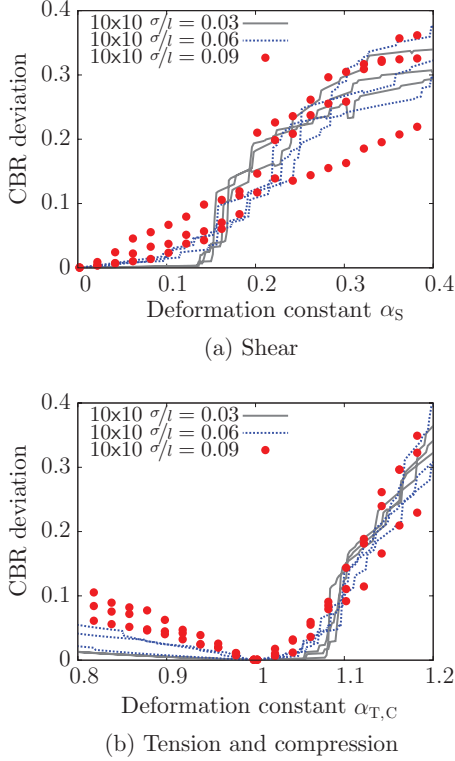 10x10 σ/l = 0.03
10x10 σ/l = 0.06
10x10 σ/l = 0.09
CBR deviation
0.4
0.3
0.2
0.1
0
0 0.1 0.2 0.3 0.4
Deformation constant αS
(a) Shear
10x10 σ/l = 0.03
10x10 σ/l = 0.06
10x10 σ/l = 0.09
CBR deviation
0.4
0.3
0.2
0.1
0
0.8 0.9 1 1.1 1.2
Deformation constant αT,C
(b) Tension and compression